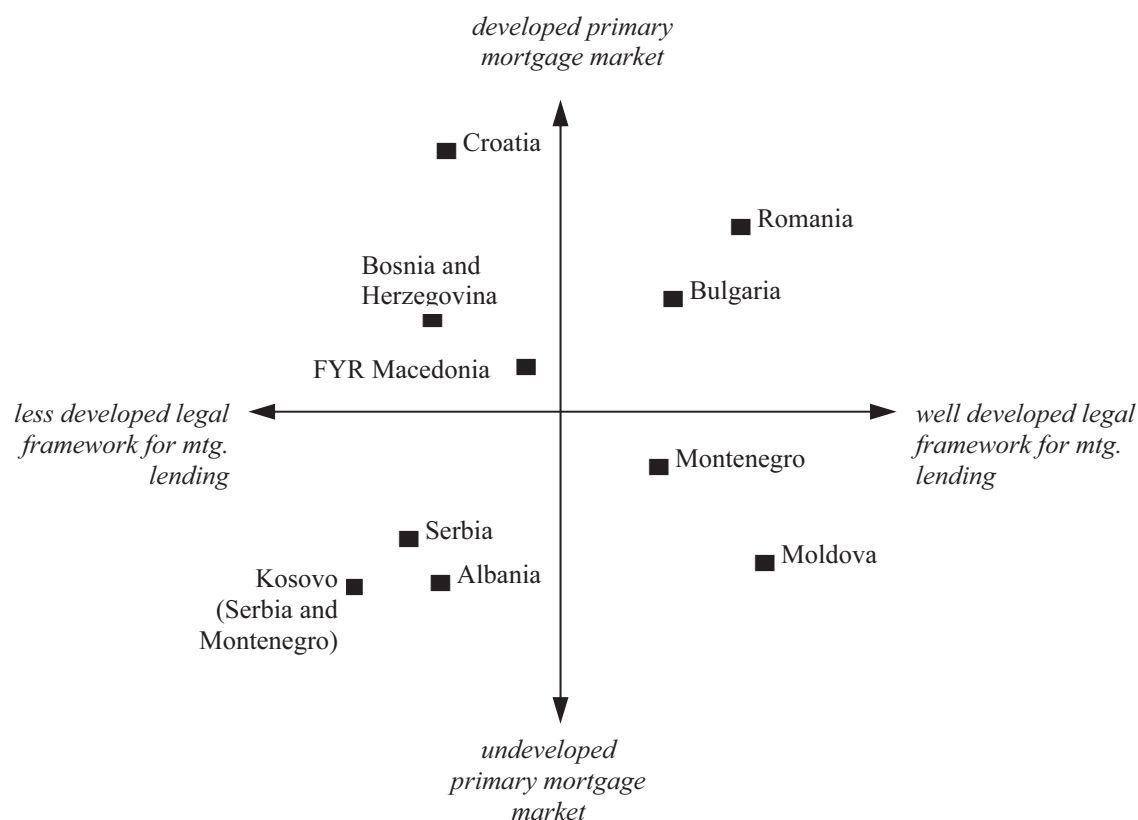 developed primary
mortgage market
Croatia
Romania
Bosnia and
Herzegovina
Bulgaria
FYR Macedonia
less developed legal
framework for mtg.
lending
well developed legal
framework for mtg.
lending
Montenegro
Serbia
Moldova
Albania
Kosovo
(Serbia and
Montenegro)
undeveloped
primary mortgage
market